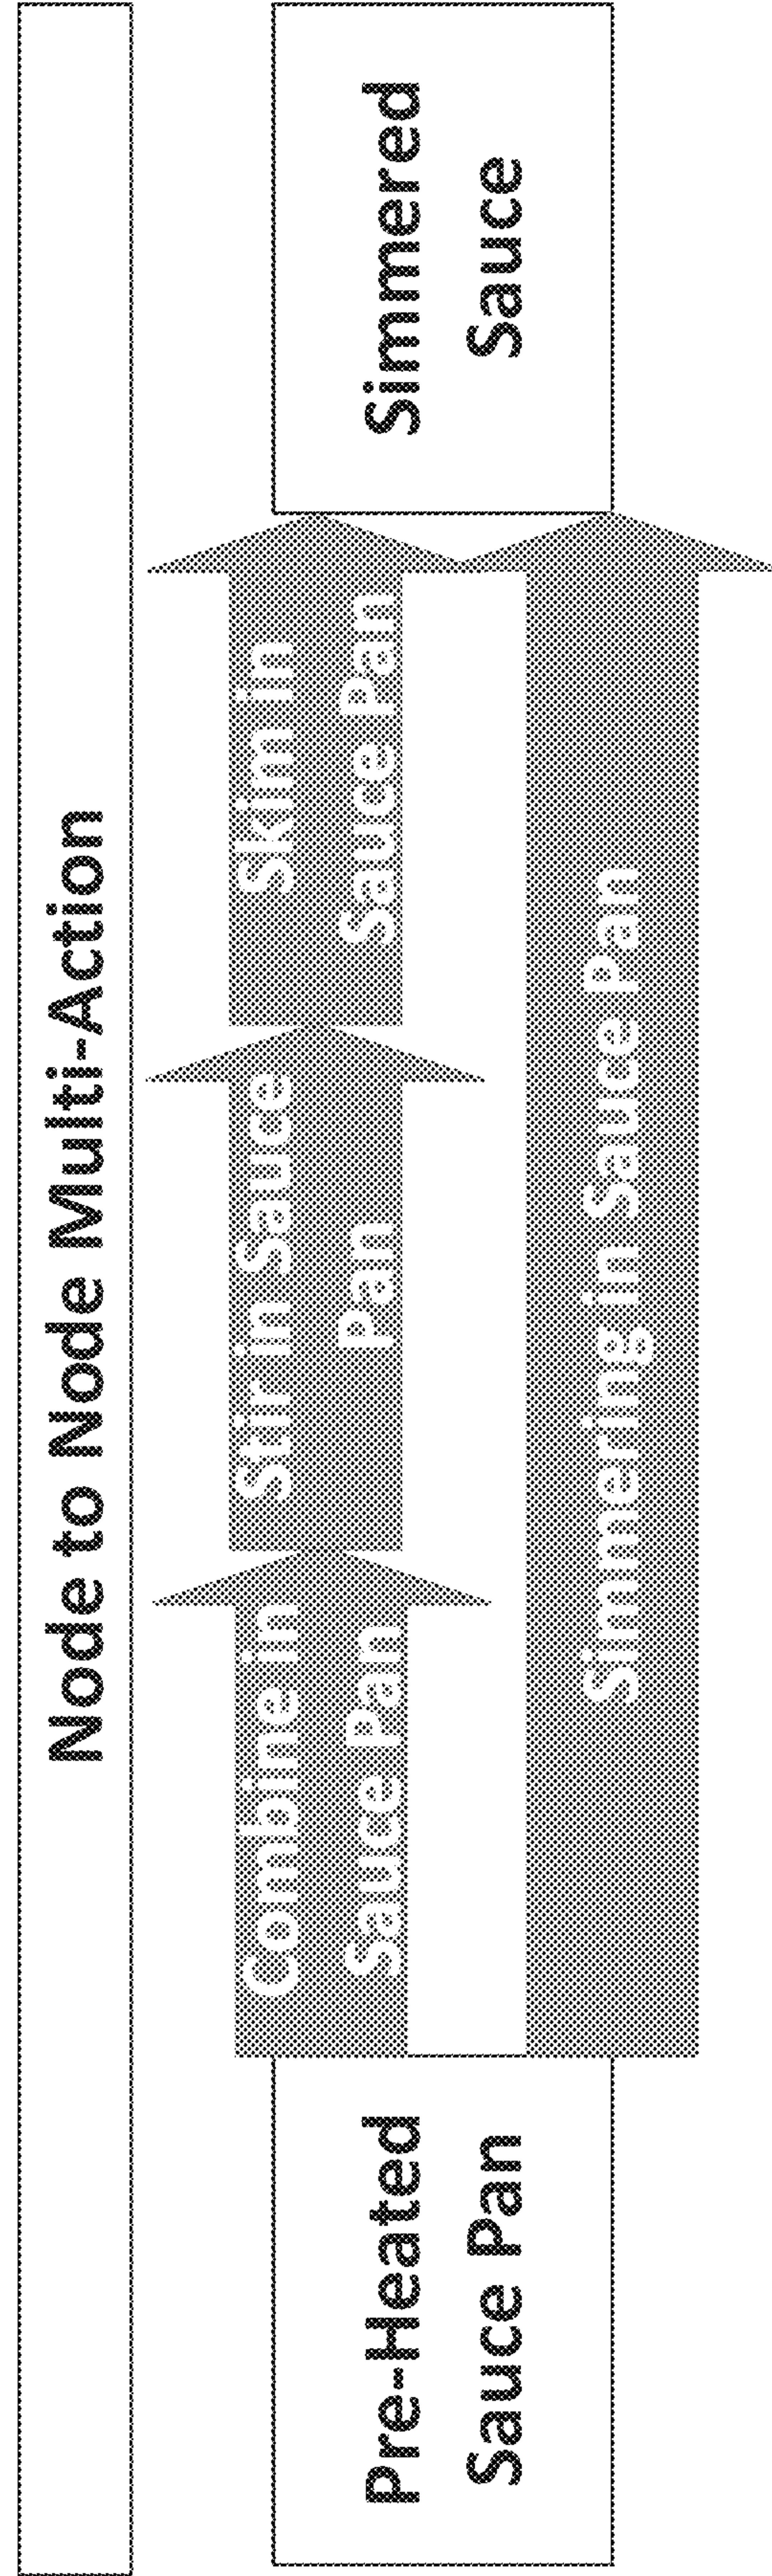 Node to Node Multi-Action
Pre-Heated
Sauce Pan
Combine in
Sauce Pan
Stir in Sauce
Pan
Skim in
Sauce Pan
Simmering in Sauce Pan
Simmered
Sauce